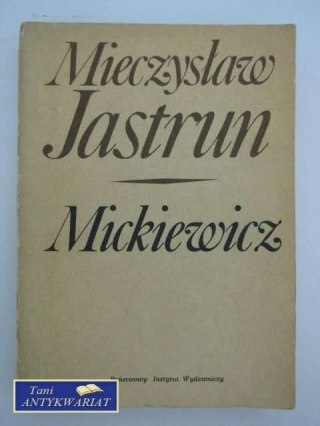 Mieczysław
Jastrun
Mickiewicz
Państwowy Instytut Wydawniczy
Tani
ANTYKWARIAT